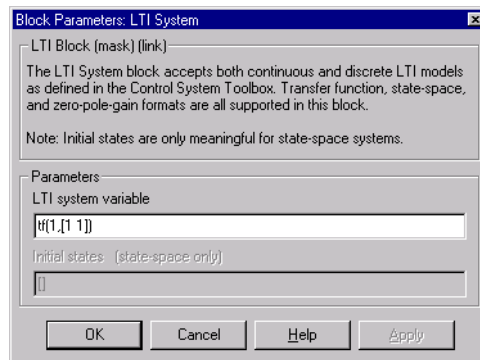 Block Parameters: LTI System
LTI Block (mask) (link)
The LTI System block accepts both continuous and discrete LTI models
as defined in the Control System Toolbox. Transfer function, state-space,
and zero-pole-gain formats are all supported in this block.
Note: Initial states are only meaningful for state-space systems.
Parameters
LTI system variable
tf(1,[1 1])
Initial states (state-space only)
[]
OK Cancel Help Apply